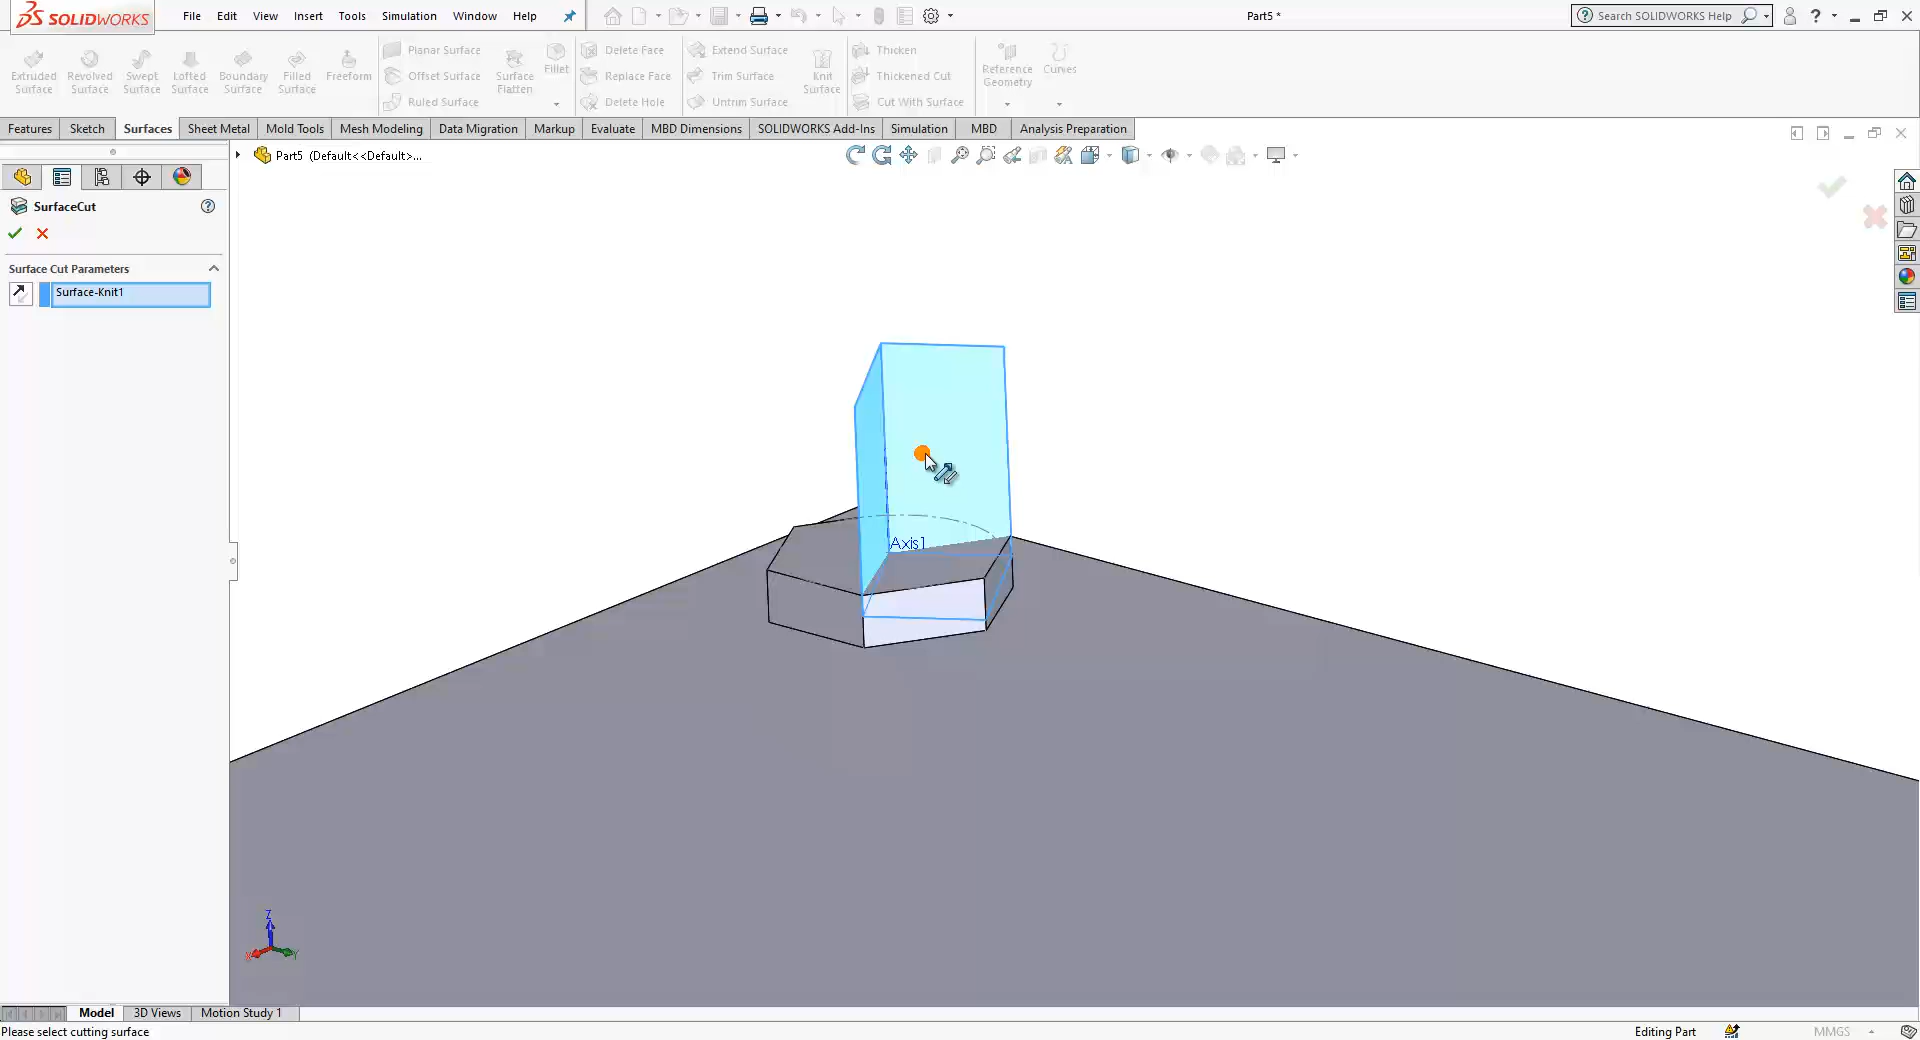 SOLIDWORKS
File Edit View Insert Tools Simulation Window Help
Part5 *
Search SOLIDWORKS Help
Extruded Surface
Revolved Surface
Swept Surface
Lofted Surface
Boundary Surface
Filled Surface
Freeform
Planar Surface
Offset Surface
Ruled Surface
Surface Flatten
Fillet
Delete Face
Replace Face
Delete Hole
Extend Surface
Trim Surface
Untrim Surface
Knit Surface
Thicken
Thickened Cut
Cut With Surface
Reference Geometry
Curves
Features Sketch Surfaces Sheet Metal Mold Tools Mesh Modeling Data Migration Markup Evaluate MBD Dimensions SOLIDWORKS Add-Ins Simulation MBD Analysis Preparation
Part5 (Default<<Default>...
SurfaceCut
Surface Cut Parameters
Surface-Knit1
Axis1
Z
X
Y
Model 3D Views Motion Study 1
Please select cutting surface
Editing Part
MMGS